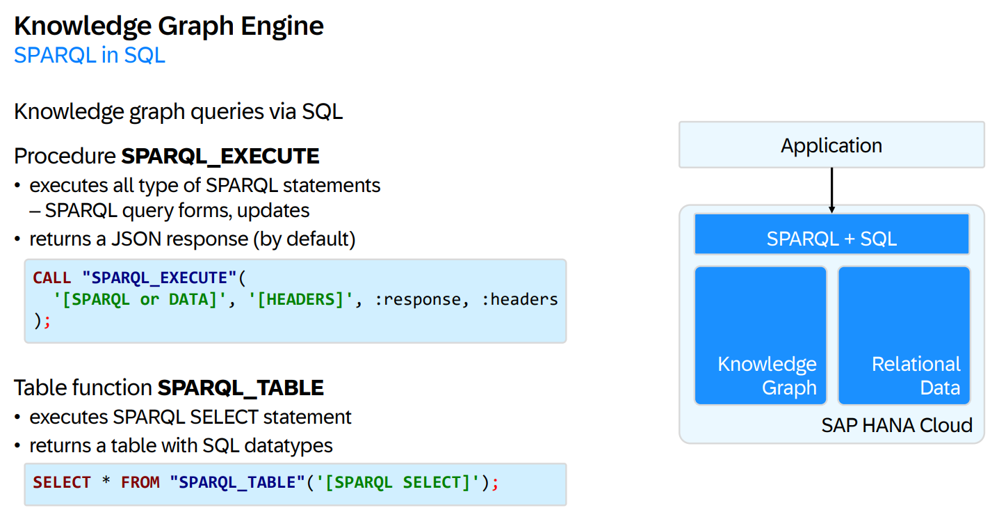 Knowledge Graph Engine
SPARQL in SQL
Knowledge graph queries via SQL
Procedure SPARQL_EXECUTE
• executes all type of SPARQL statements
– SPARQL query forms, updates
• returns a JSON response (by default)
CALL "SPARQL_EXECUTE"(
'[SPARQL or DATA]', '[HEADERS]', :response, :headers
);
Table function SPARQL_TABLE
• executes SPARQL SELECT statement
• returns a table with SQL datatypes
SELECT * FROM "SPARQL_TABLE"('[SPARQL SELECT]');
Application
SPARQL + SQL
Knowledge
Graph
Relational
Data
SAP HANA Cloud